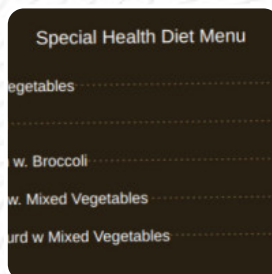 Special Health Diet Menu
egetables
w. Broccoli
w. Mixed Vegetables
urd w Mixed Vegetables